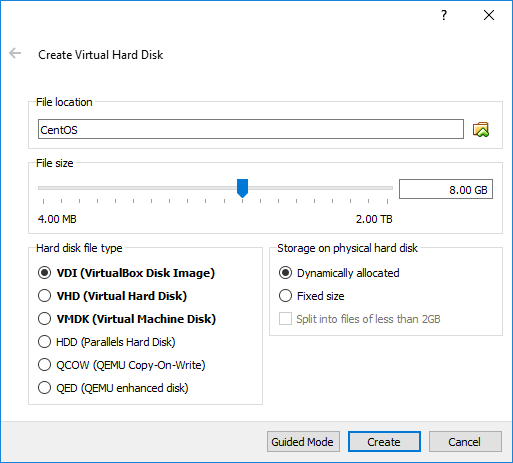 ?
Create Virtual Hard Disk
File location
CentOS
File size
8.00 GB
4.00 MB 2.00 TB
Hard disk file type
VDI (VirtualBox Disk Image)
VHD (Virtual Hard Disk)
VMDK (Virtual Machine Disk)
HDD (Parallels Hard Disk)
QCOW (QEMU Copy-On-Write)
QED (QEMU enhanced disk)
Storage on physical hard disk
Dynamically allocated
Fixed size
Split into files of less than 2GB
Guided Mode Create Cancel